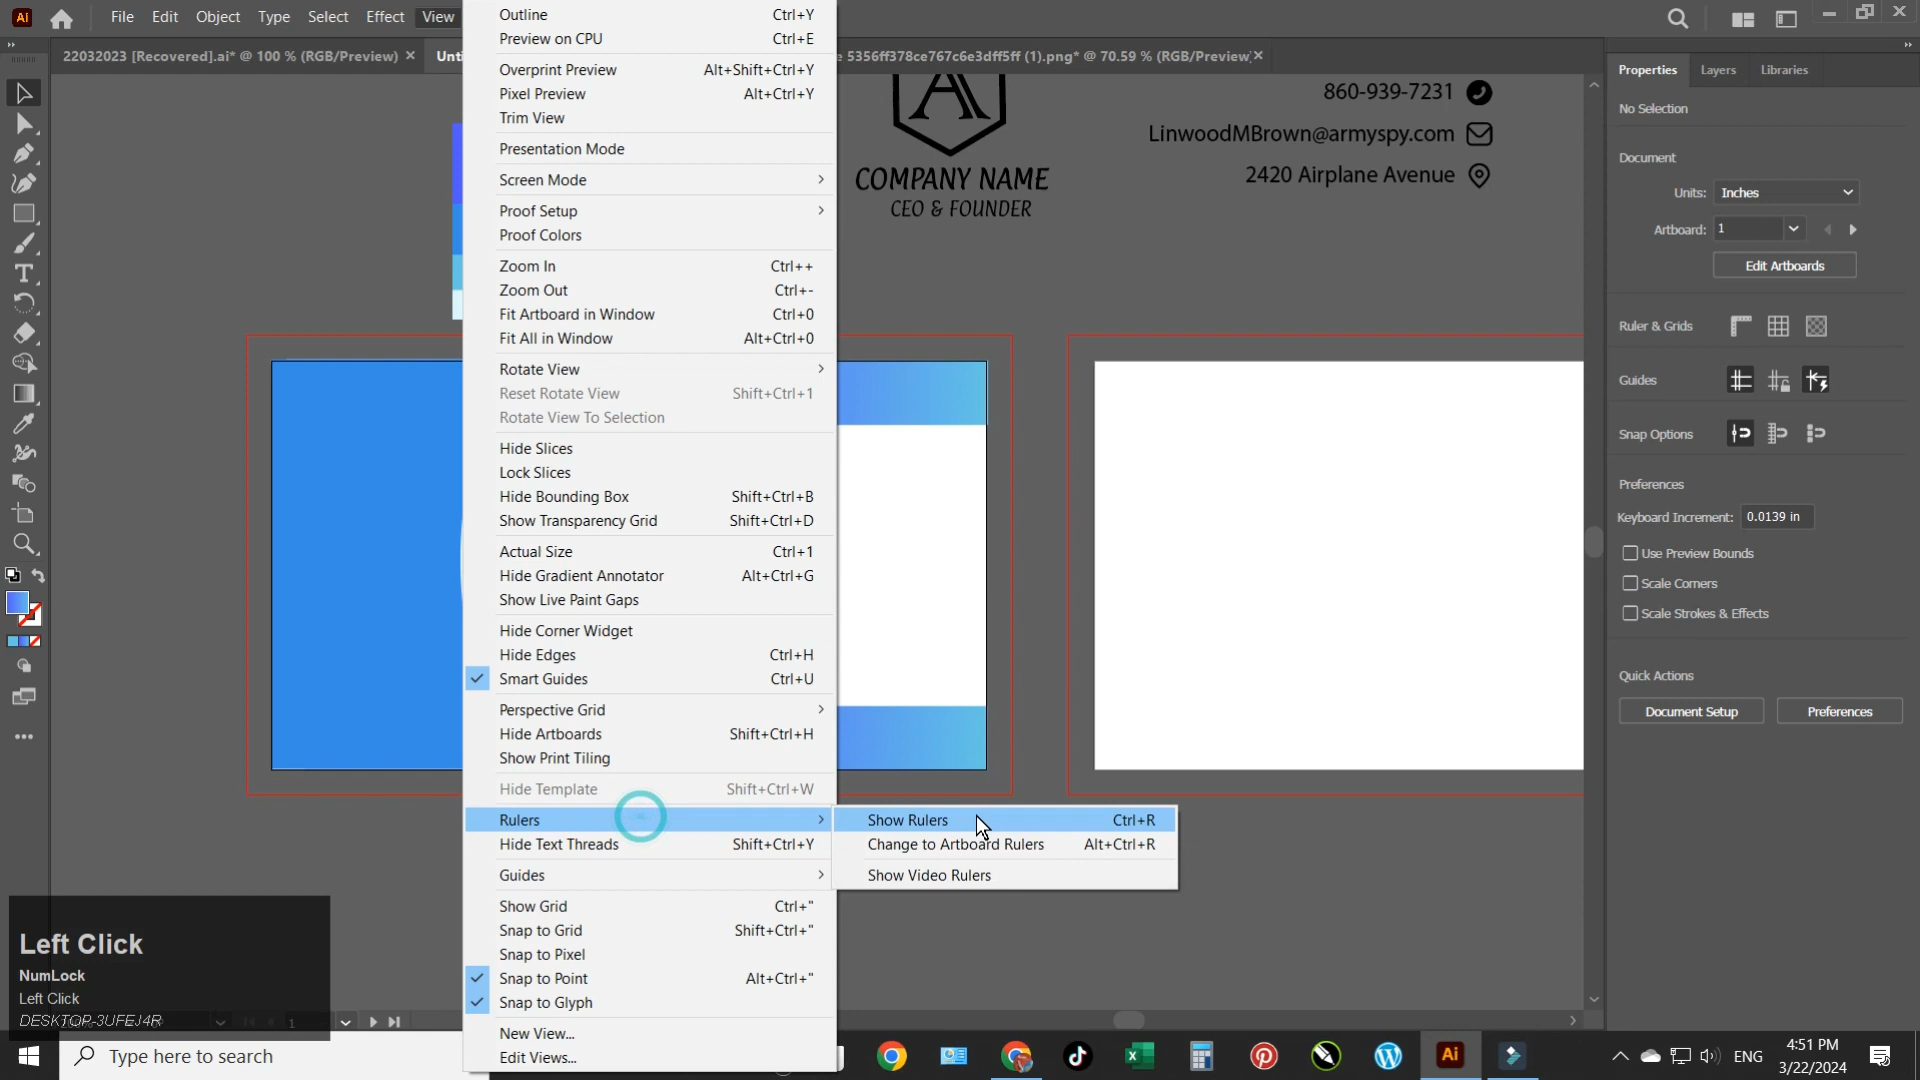 File Edit Object Type Select Effect View
22032023 [Recovered].ai* @ 100 % (RGB/Preview) ×
Unti
5356ff378ce767c6e3dff5ff (1).png* @ 70.59 % (RGB/Preview) ×
Outline Ctrl+Y
Preview on CPU Ctrl+E
Overprint Preview Alt+Shift+Ctrl+Y
Pixel Preview Alt+Ctrl+Y
Trim View
Presentation Mode
Screen Mode
Proof Setup
Proof Colors
Zoom In Ctrl++
Zoom Out Ctrl+-
Fit Artboard in Window Ctrl+0
Fit All in Window Alt+Ctrl+0
Rotate View
Reset Rotate View Shift+Ctrl+1
Rotate View To Selection
Hide Slices
Lock Slices
Hide Bounding Box Shift+Ctrl+B
Show Transparency Grid Shift+Ctrl+D
Actual Size Ctrl+1
Hide Gradient Annotator Alt+Ctrl+G
Show Live Paint Gaps
Hide Corner Widget
Hide Edges Ctrl+H
Smart Guides Ctrl+U
Perspective Grid
Hide Artboards Shift+Ctrl+H
Show Print Tiling
Hide Template Shift+Ctrl+W
Rulers
Hide Text Threads Shift+Ctrl+Y
Guides
Show Grid Ctrl+"
Snap to Grid Shift+Ctrl+"
Snap to Pixel
Snap to Point Alt+Ctrl+"
Snap to Glyph
New View...
Edit Views...
Show Rulers Ctrl+R
Change to Artboard Rulers Alt+Ctrl+R
Show Video Rulers
A
COMPANY NAME
CEO & FOUNDER
860-939-7231
LinwoodMBrown@armyspy.com
2420 Airplane Avenue
Properties Layers Libraries
No Selection
Document
Units: Inches
Artboard: 1
Edit Artboards
Ruler & Grids
Guides
Snap Options
Preferences
Keyboard Increment: 0.0139 in
Use Preview Bounds
Scale Corners
Scale Strokes & Effects
Quick Actions
Document Setup Preferences
Left Click
NumLock
Left Click
DESKTOP-3UFEJ4R
1
Type here to search
Ai
ENG
4:51 PM
3/22/2024